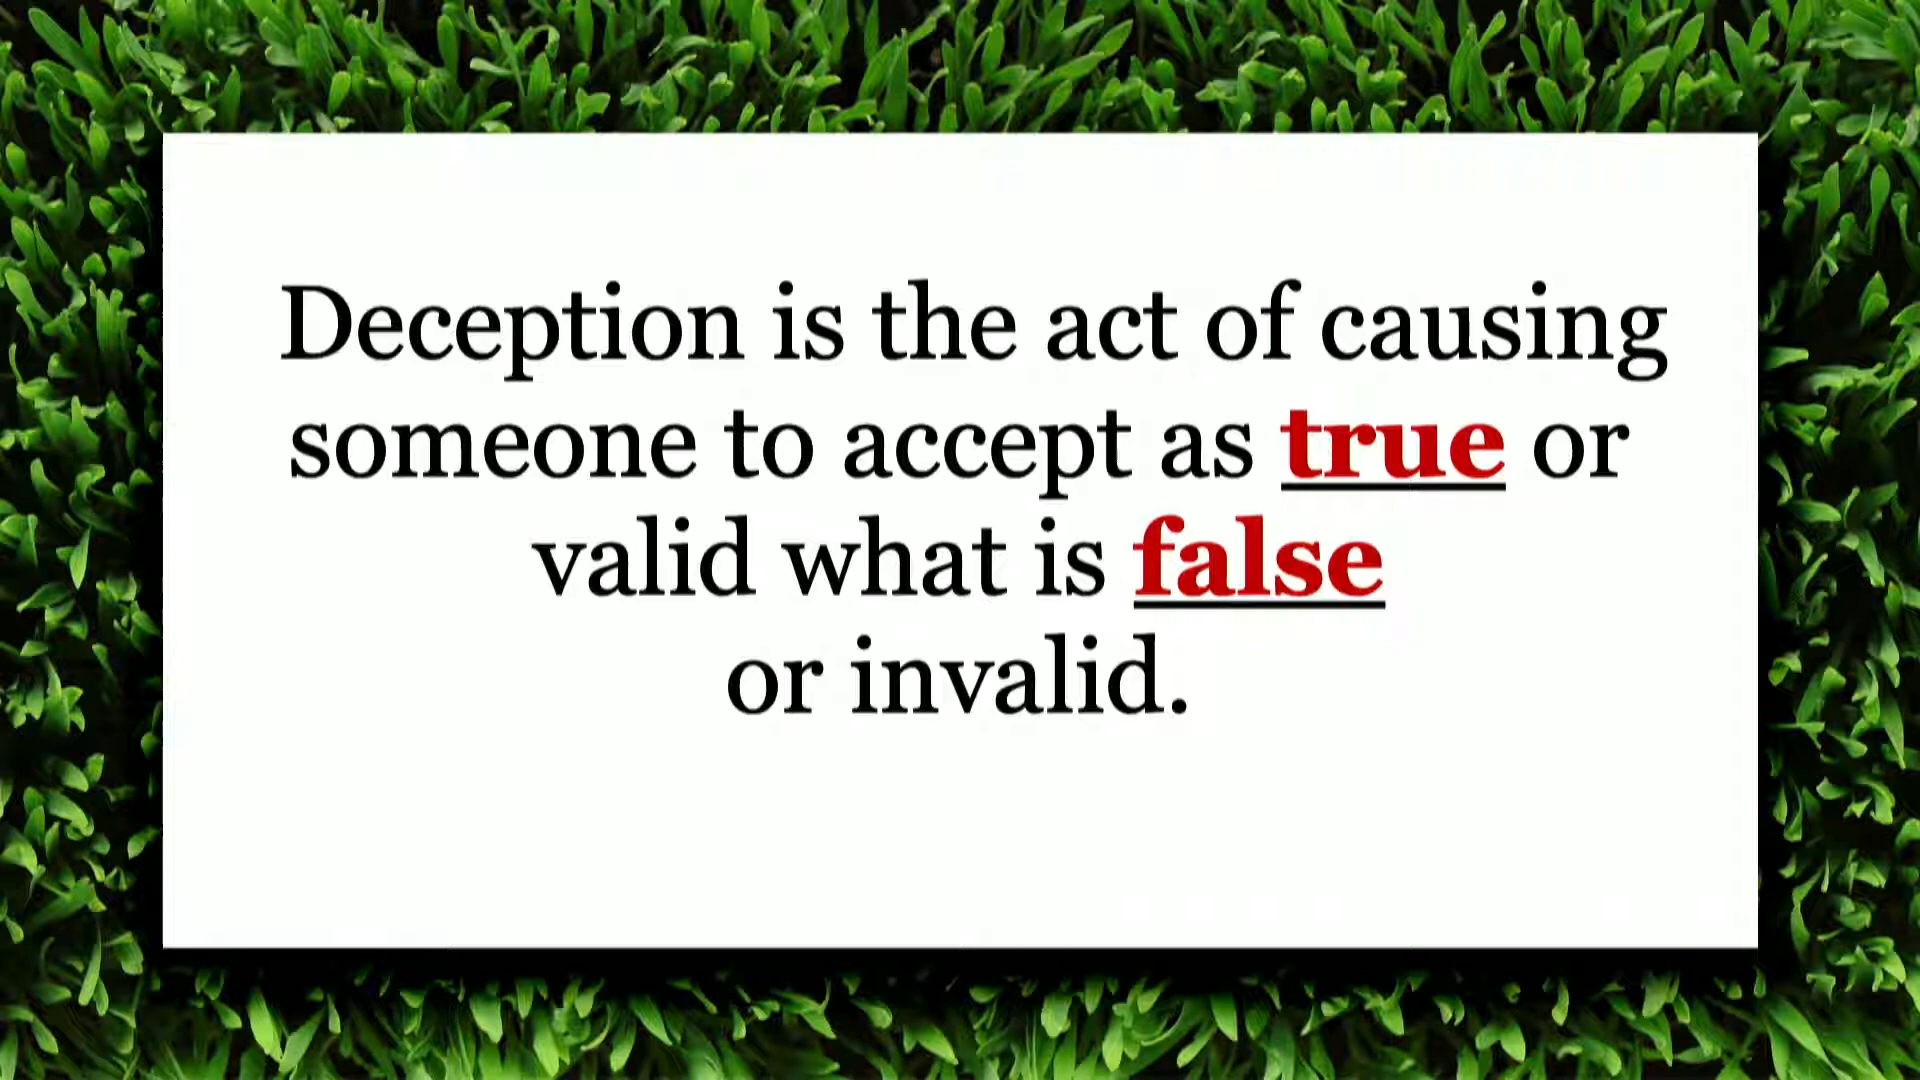 Deception is the act of causing
someone to accept as true or
valid what is false
or invalid.